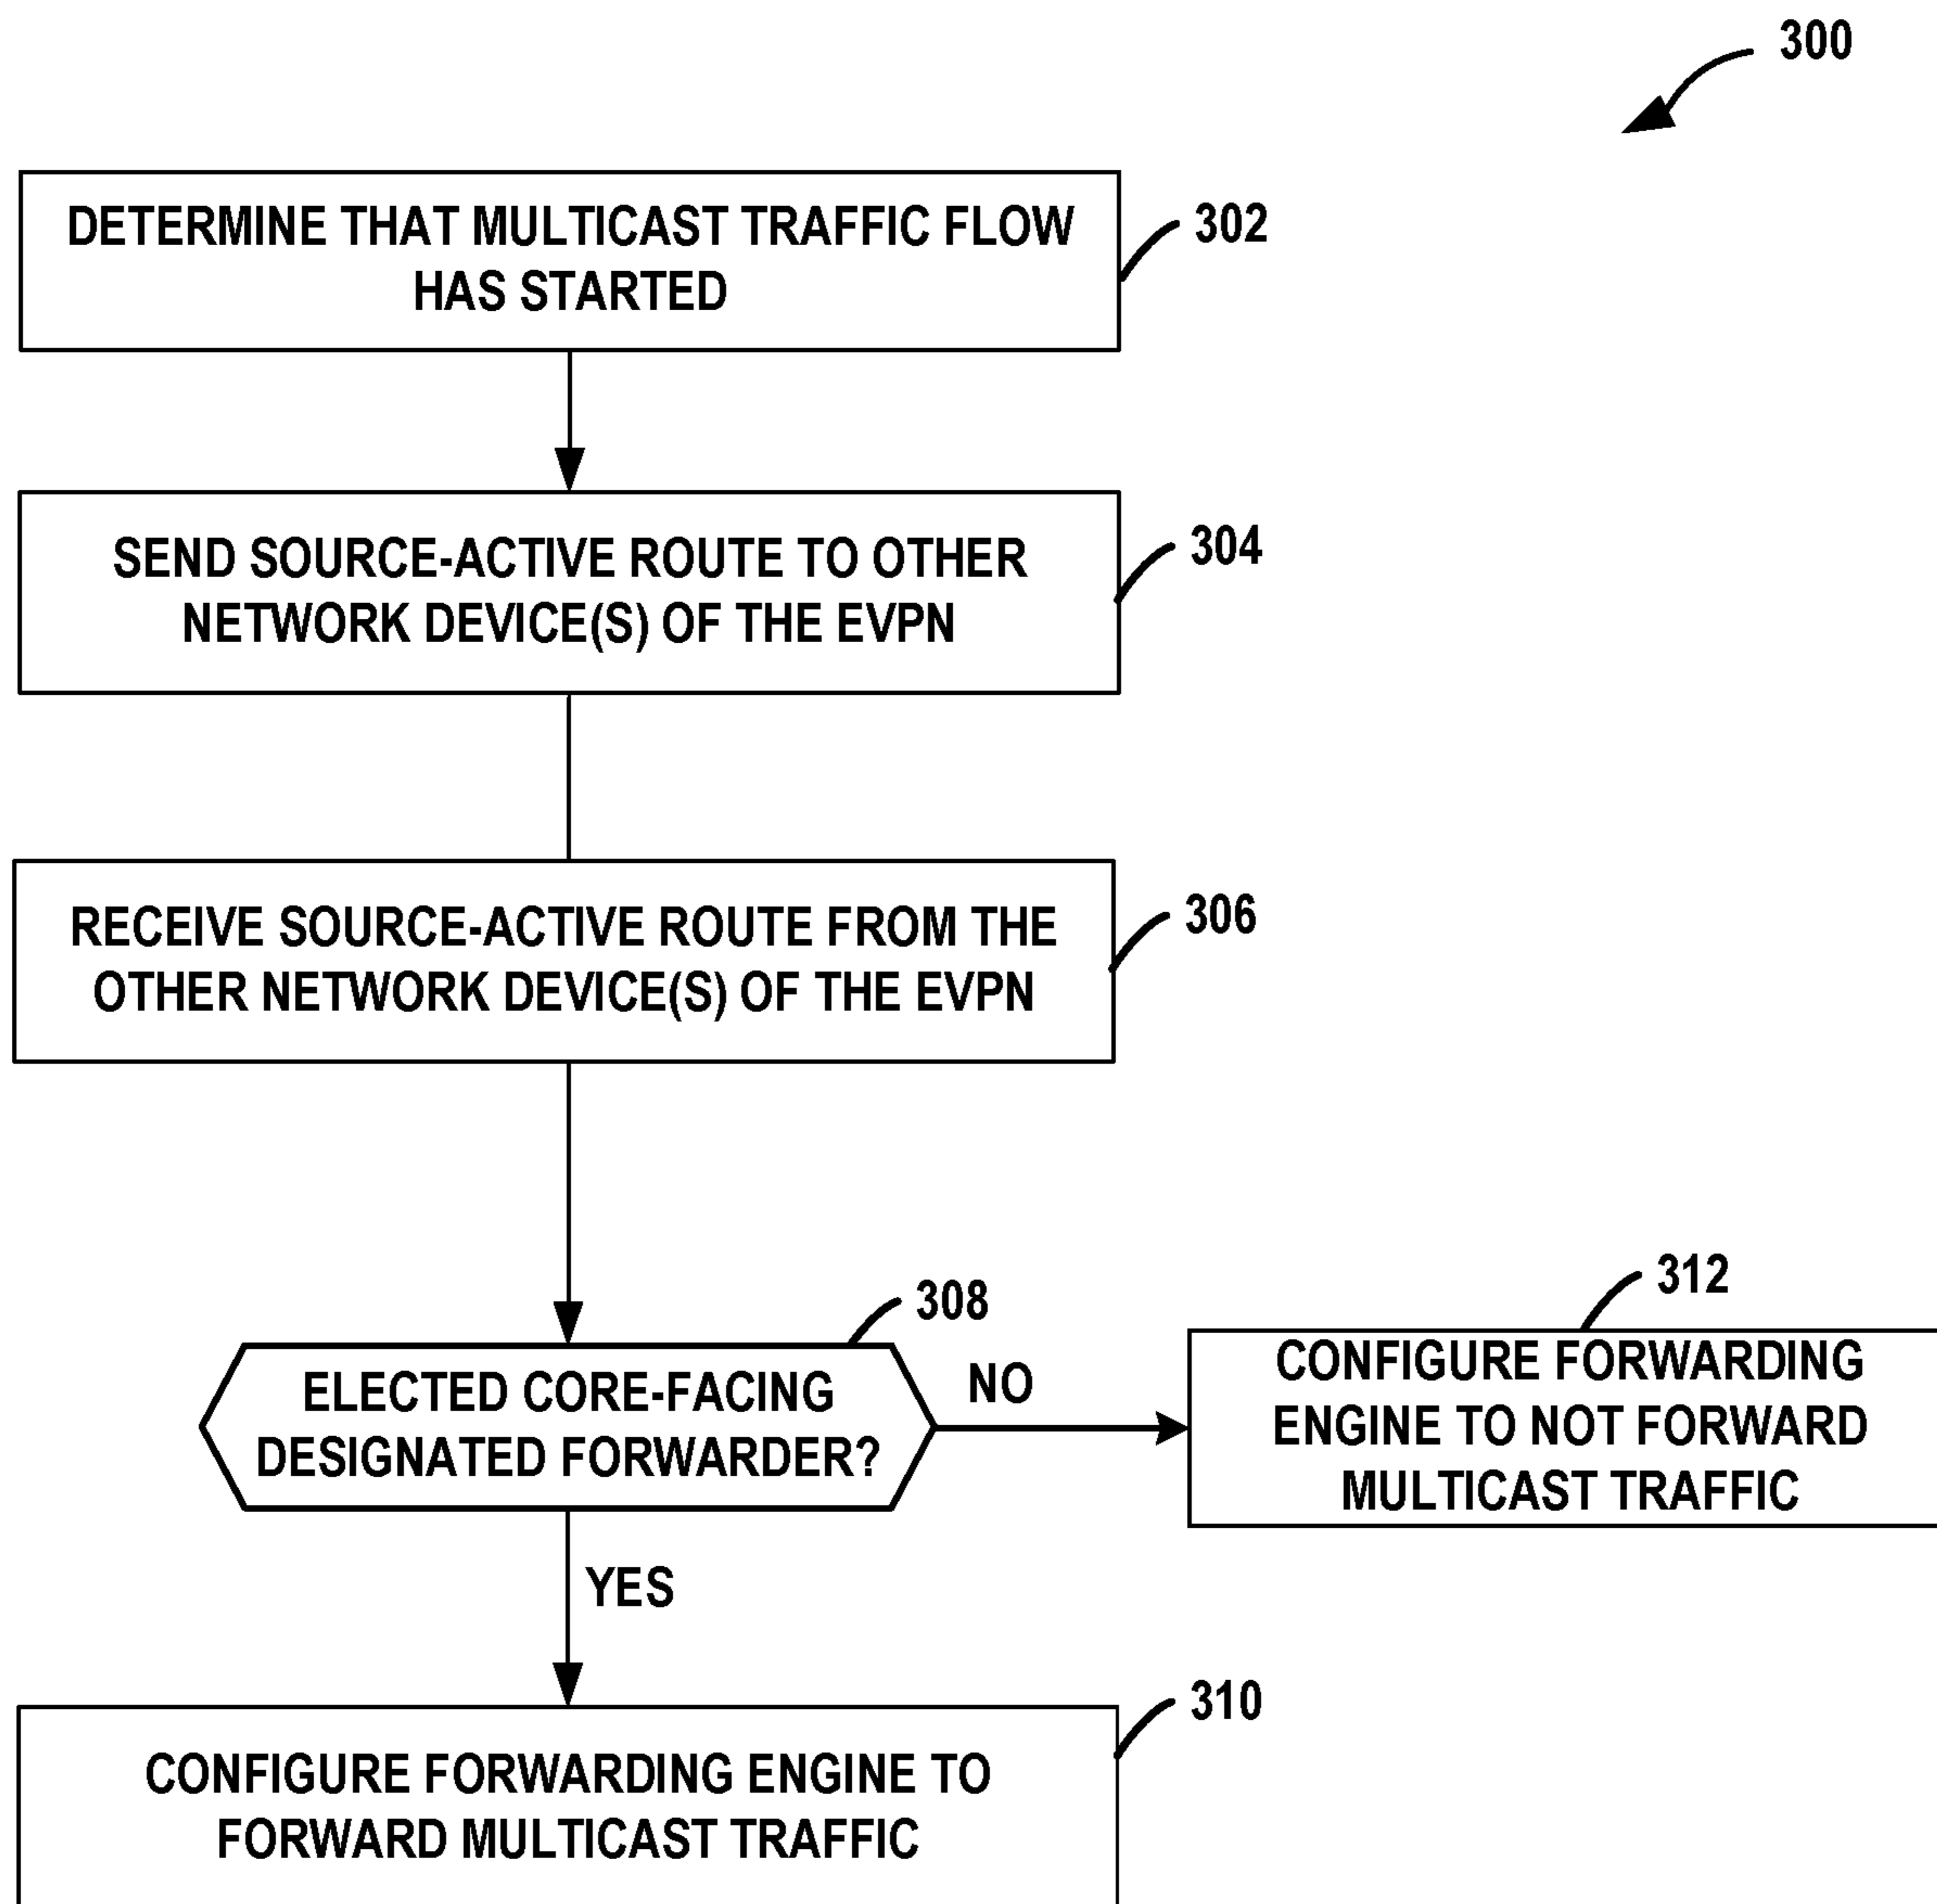 300
DETERMINE THAT MULTICAST TRAFFIC FLOW
HAS STARTED
302
SEND SOURCE-ACTIVE ROUTE TO OTHER
NETWORK DEVICE(S) OF THE EVPN
304
RECEIVE SOURCE-ACTIVE ROUTE FROM THE
OTHER NETWORK DEVICE(S) OF THE EVPN
306
ELECTED CORE-FACING
DESIGNATED FORWARDER?
308
NO
CONFIGURE FORWARDING
ENGINE TO NOT FORWARD
MULTICAST TRAFFIC
312
YES
CONFIGURE FORWARDING ENGINE TO
FORWARD MULTICAST TRAFFIC
310